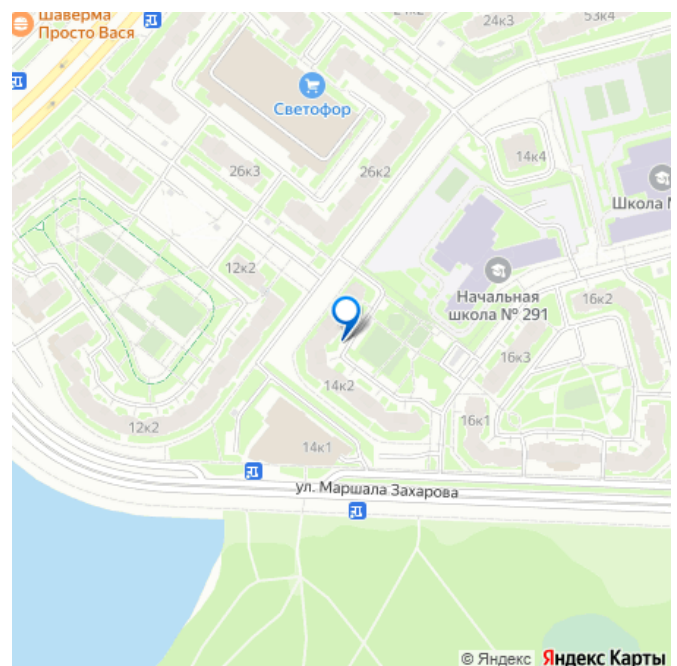 шаверма
Просто Вася
24к2
24к3
53к4
Светофор
14к4
26к3
26к2
Школа №
12к2
Начальная
школа № 291
16к2
16к3
14к2
16к1
12к2
14к1
ул. Маршала Захарова
© Яндекс Яндекс Карты